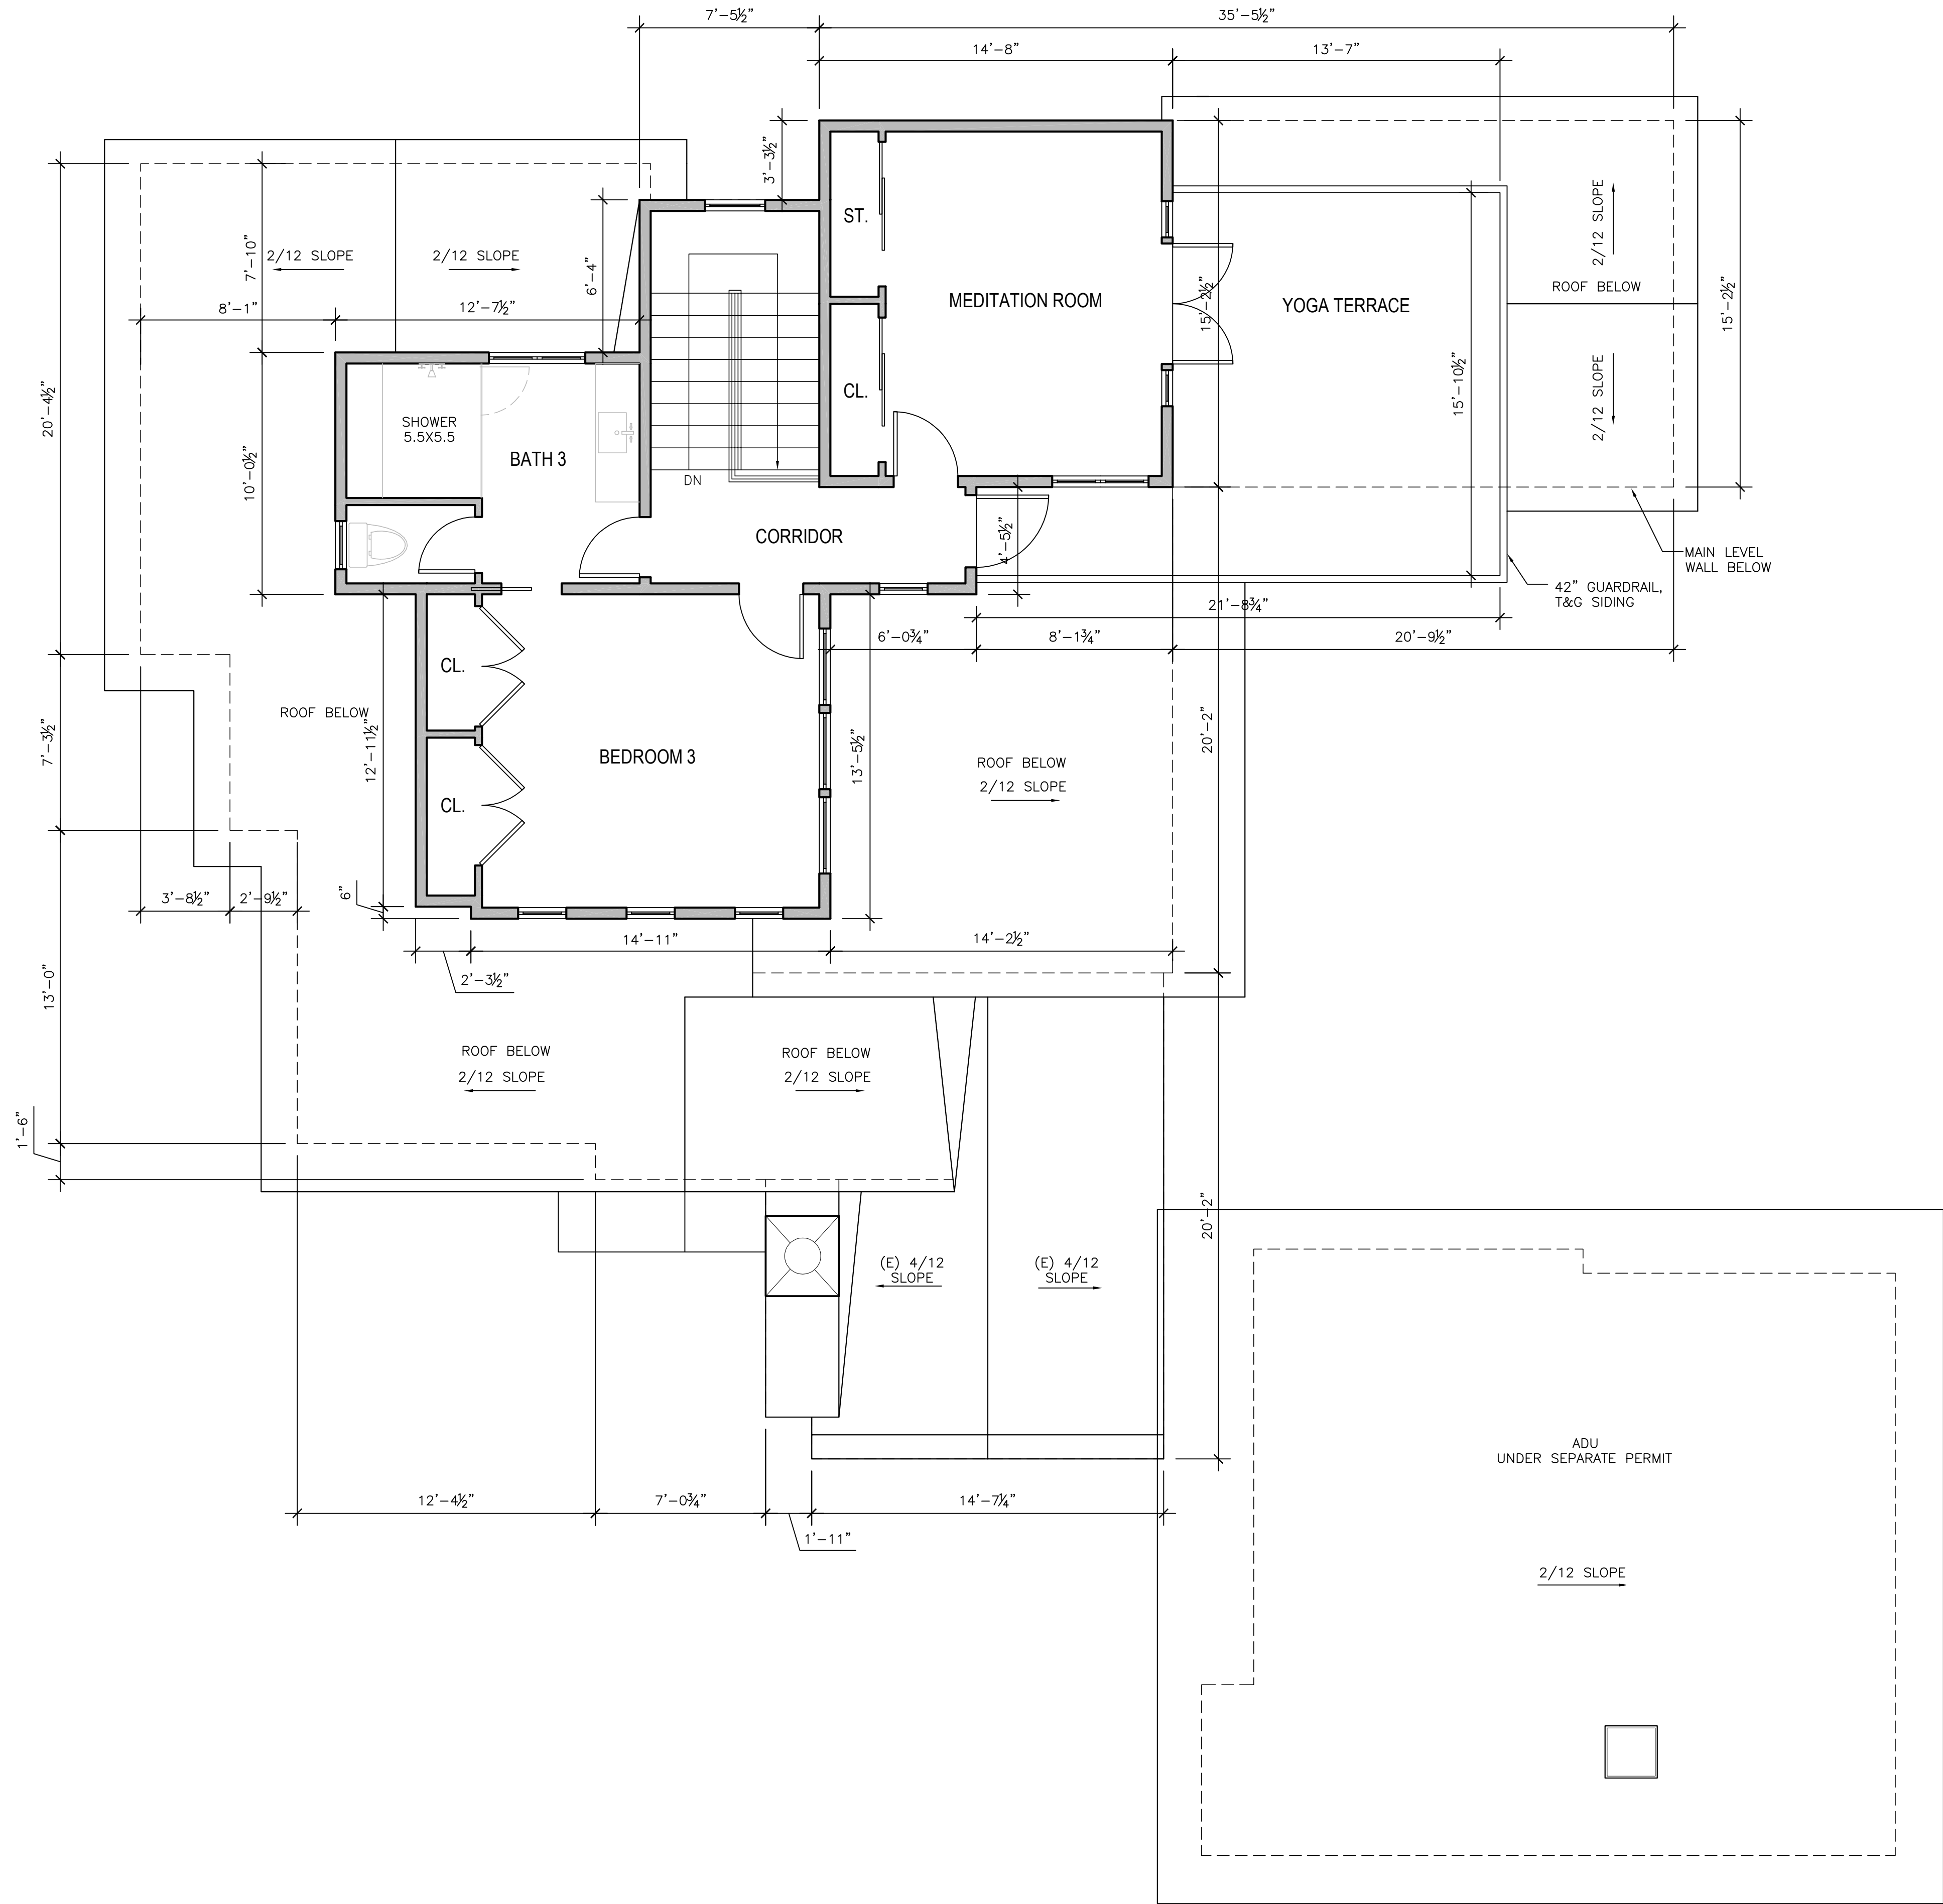 7'-5½"
35'-5½"
14'-8"
13'-7"
3'-3½"
ST.
2/12 SLOPE
7'-10"
2/12 SLOPE
2/12 SLOPE
6'-4"
ROOF BELOW
MEDITATION ROOM
YOGA TERRACE
15'-2½"
15'-2½"
8'-1"
12'-7½"
20'-4½"
CL.
15'-10½"
2/12 SLOPE
SHOWER
5.5X5.5
BATH 3
10'-0½"
DN
CORRIDOR
4'-5½"
MAIN LEVEL
WALL BELOW
42" GUARDRAIL,
T&G SIDING
21'-8¾"
6'-0¾"
8'-1¾"
20'-9½"
CL.
ROOF BELOW
7'-3½"
12'-11½"
BEDROOM 3
13'-5½"
20'-2"
ROOF BELOW
2/12 SLOPE
CL.
6"
3'-8½"
2'-9½"
14'-11"
14'-2½"
2'-3½"
13'-0"
ROOF BELOW
2/12 SLOPE
ROOF BELOW
2/12 SLOPE
1'-6"
20'-2"
(E) 4/12
SLOPE
(E) 4/12
SLOPE
ADU
UNDER SEPARATE PERMIT
12'-4½"
7'-0¾"
14'-7¼"
1'-11"
2/12 SLOPE